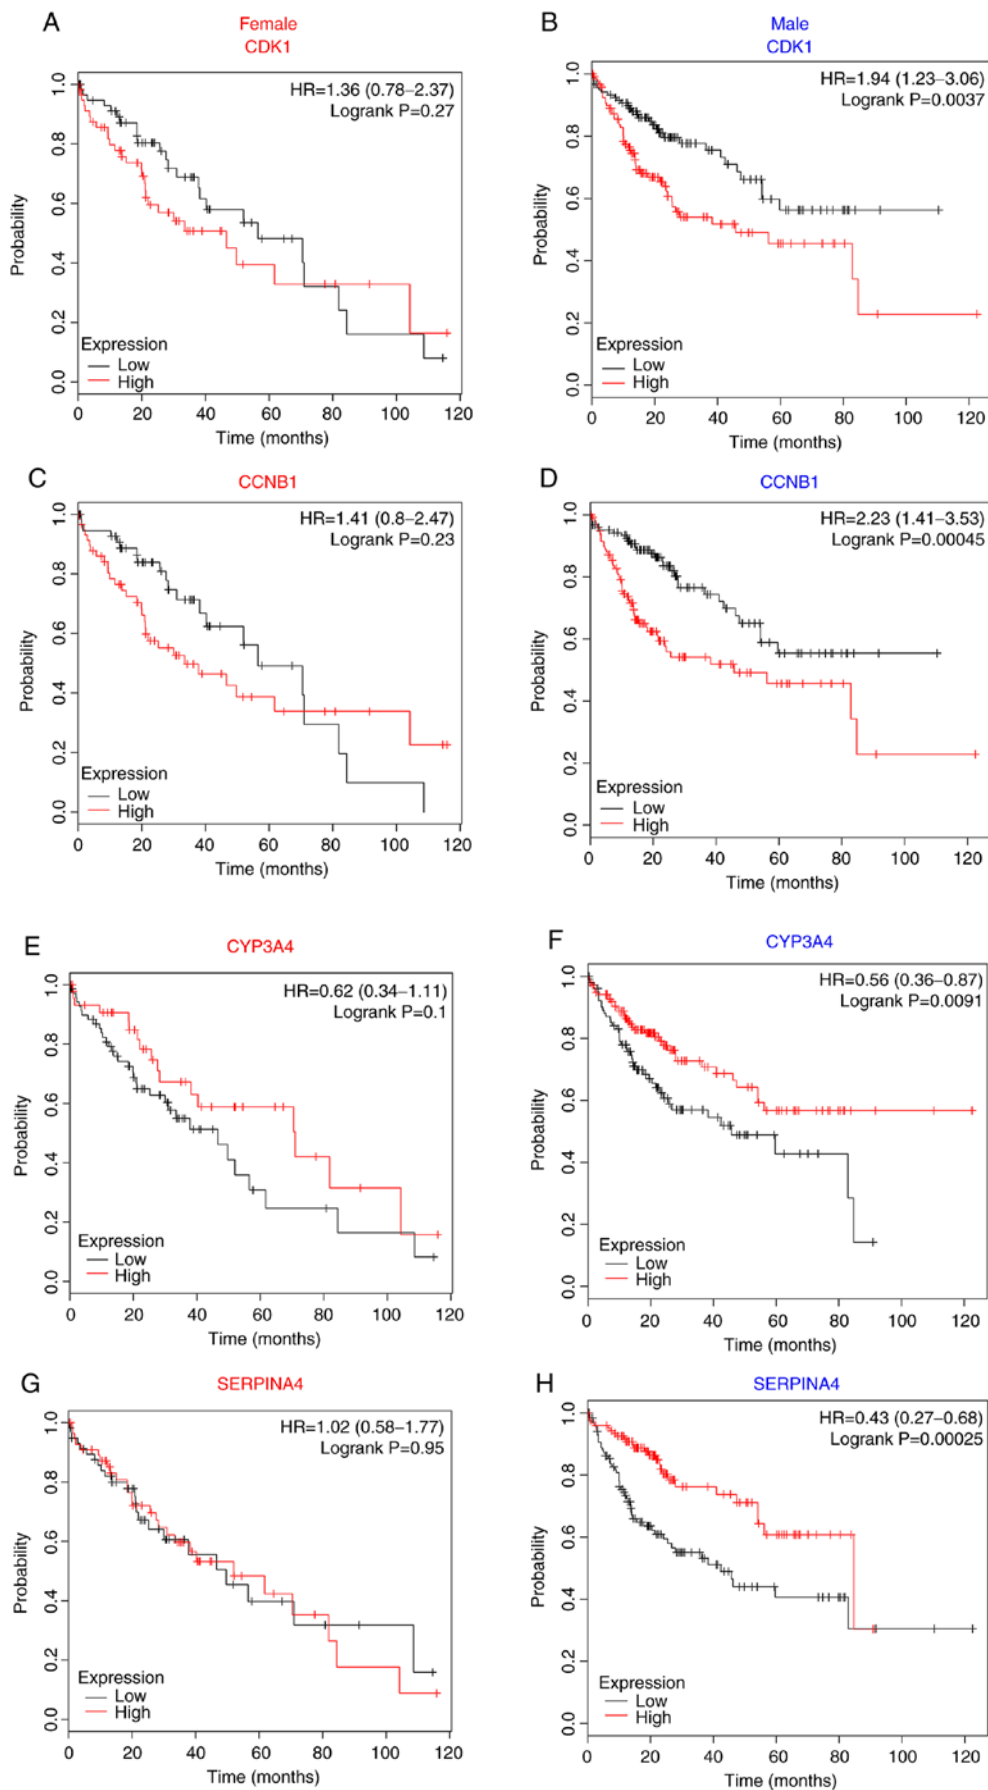 A
Female
CDK1
HR=1.36 (0.78–2.37)
Logrank P=0.27
Probability
1.0
0.8
0.6
0.4
0.2
0.0
Expression
Low
High
0 20 40 60 80 100 120
Time (months)
B
Male
CDK1
HR=1.94 (1.23–3.06)
Logrank P=0.0037
Probability
1.0
0.8
0.6
0.4
0.2
0.0
Expression
Low
High
0 20 40 60 80 100 120
Time (months)
C
CCNB1
HR=1.41 (0.8–2.47)
Logrank P=0.23
Probability
1.0
0.8
0.6
0.4
0.2
0.0
Expression
Low
High
0 20 40 60 80 100 120
Time (months)
D
CCNB1
HR=2.23 (1.41–3.53)
Logrank P=0.00045
Probability
1.0
0.8
0.6
0.4
0.2
0.0
Expression
Low
High
0 20 40 60 80 100 120
Time (months)
E
CYP3A4
HR=0.62 (0.34–1.11)
Logrank P=0.1
Probability
1.0
0.8
0.6
0.4
0.2
0.0
Expression
Low
High
0 20 40 60 80 100 120
Time (months)
F
CYP3A4
HR=0.56 (0.36–0.87)
Logrank P=0.0091
Probability
1.0
0.8
0.6
0.4
0.2
0.0
Expression
Low
High
0 20 40 60 80 100 120
Time (months)
G
SERPINA4
HR=1.02 (0.58–1.77)
Logrank P=0.95
Probability
1.0
0.8
0.6
0.4
0.2
0.0
Expression
Low
High
0 20 40 60 80 100 120
Time (months)
H
SERPINA4
HR=0.43 (0.27–0.68)
Logrank P=0.00025
Probability
1.0
0.8
0.6
0.4
0.2
0.0
Expression
Low
High
0 20 40 60 80 100 120
Time (months)